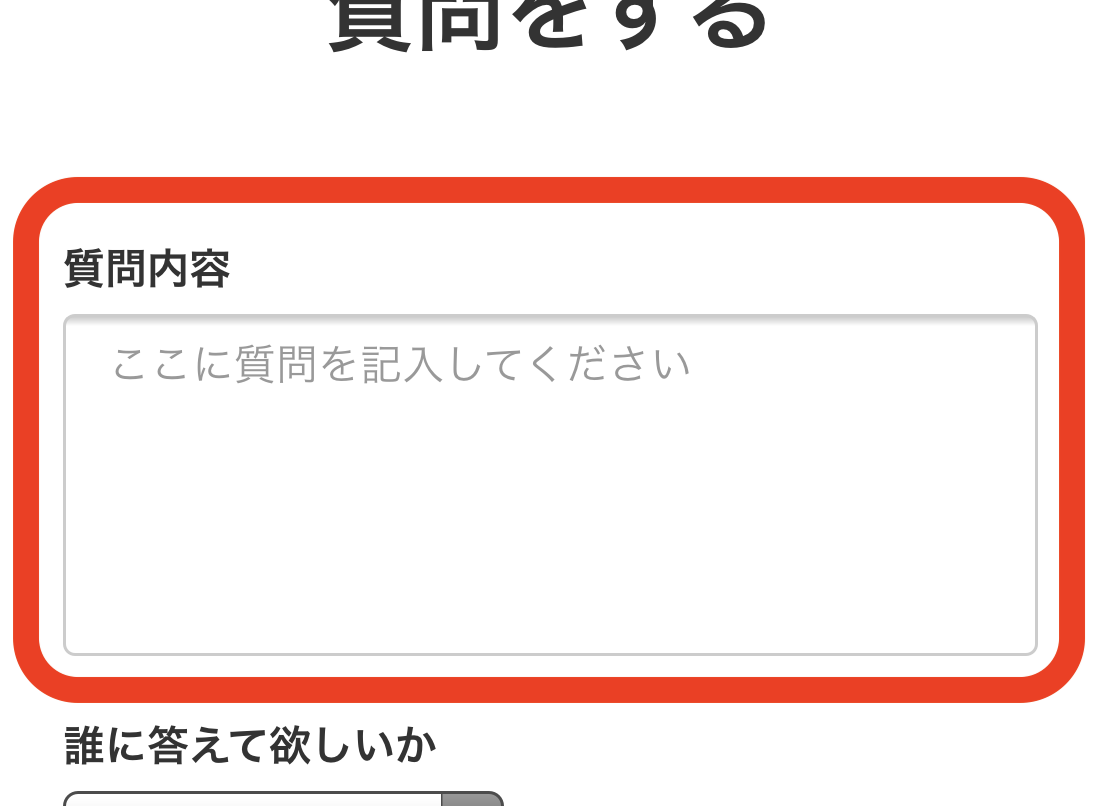 質問をする
質問内容
ここに質問を記入してください
誰に答えて欲しいか